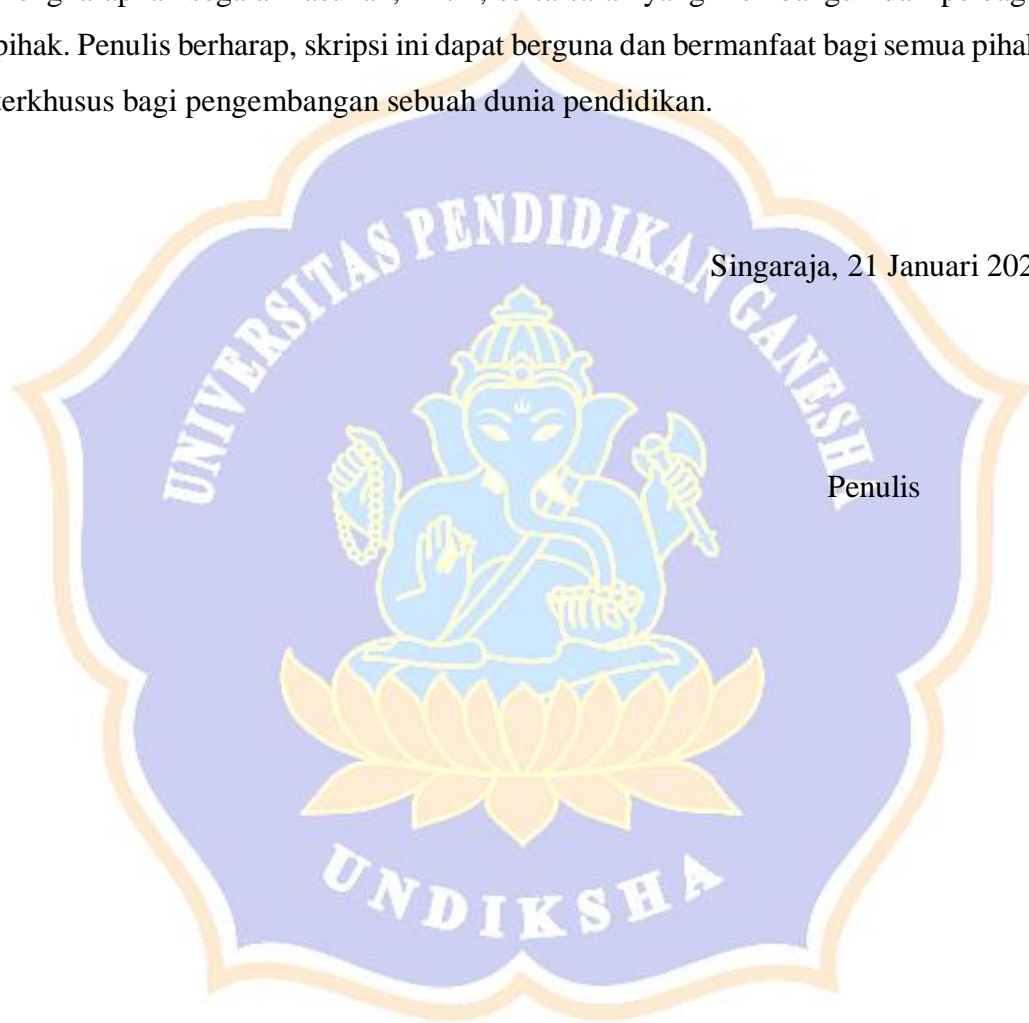 pihak. Penulis berharap, skripsi ini dapat berguna dan bermanfaat bagi semua
terkhusus bagi pengembangan sebuah dunia pendidikan.
UNIVERSITAS PENDIDIKAN GANESHA
Singaraja, 21 Januari
Penulis
UNDIKSHA